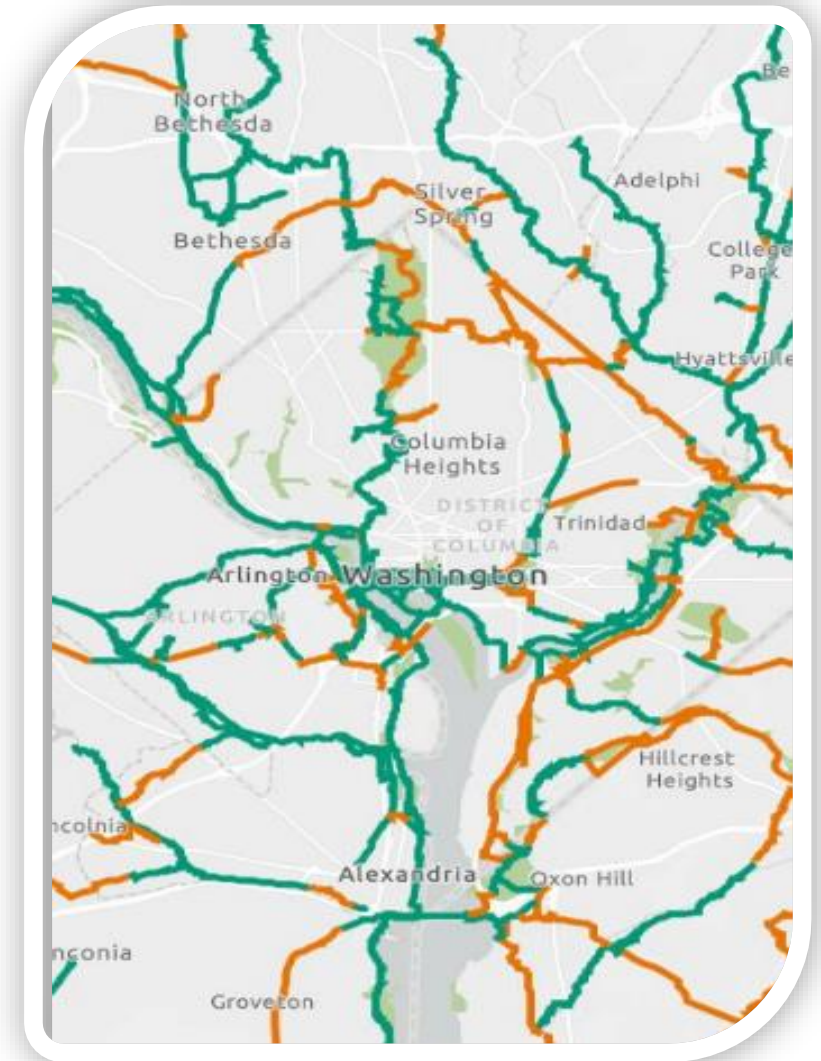 Be
North
Bethesda
Adelphi
Silver
Spring
Bethesda
College
Park
Hyattsville
Columbia
Heights
DISTRICT
OF
COLUMBIA
Trinidad
Arlington
Washington
ARLINGTON
Hillcrest
Heights
ncolnia
Alexandria
Oxon Hill
nconia
Groveton